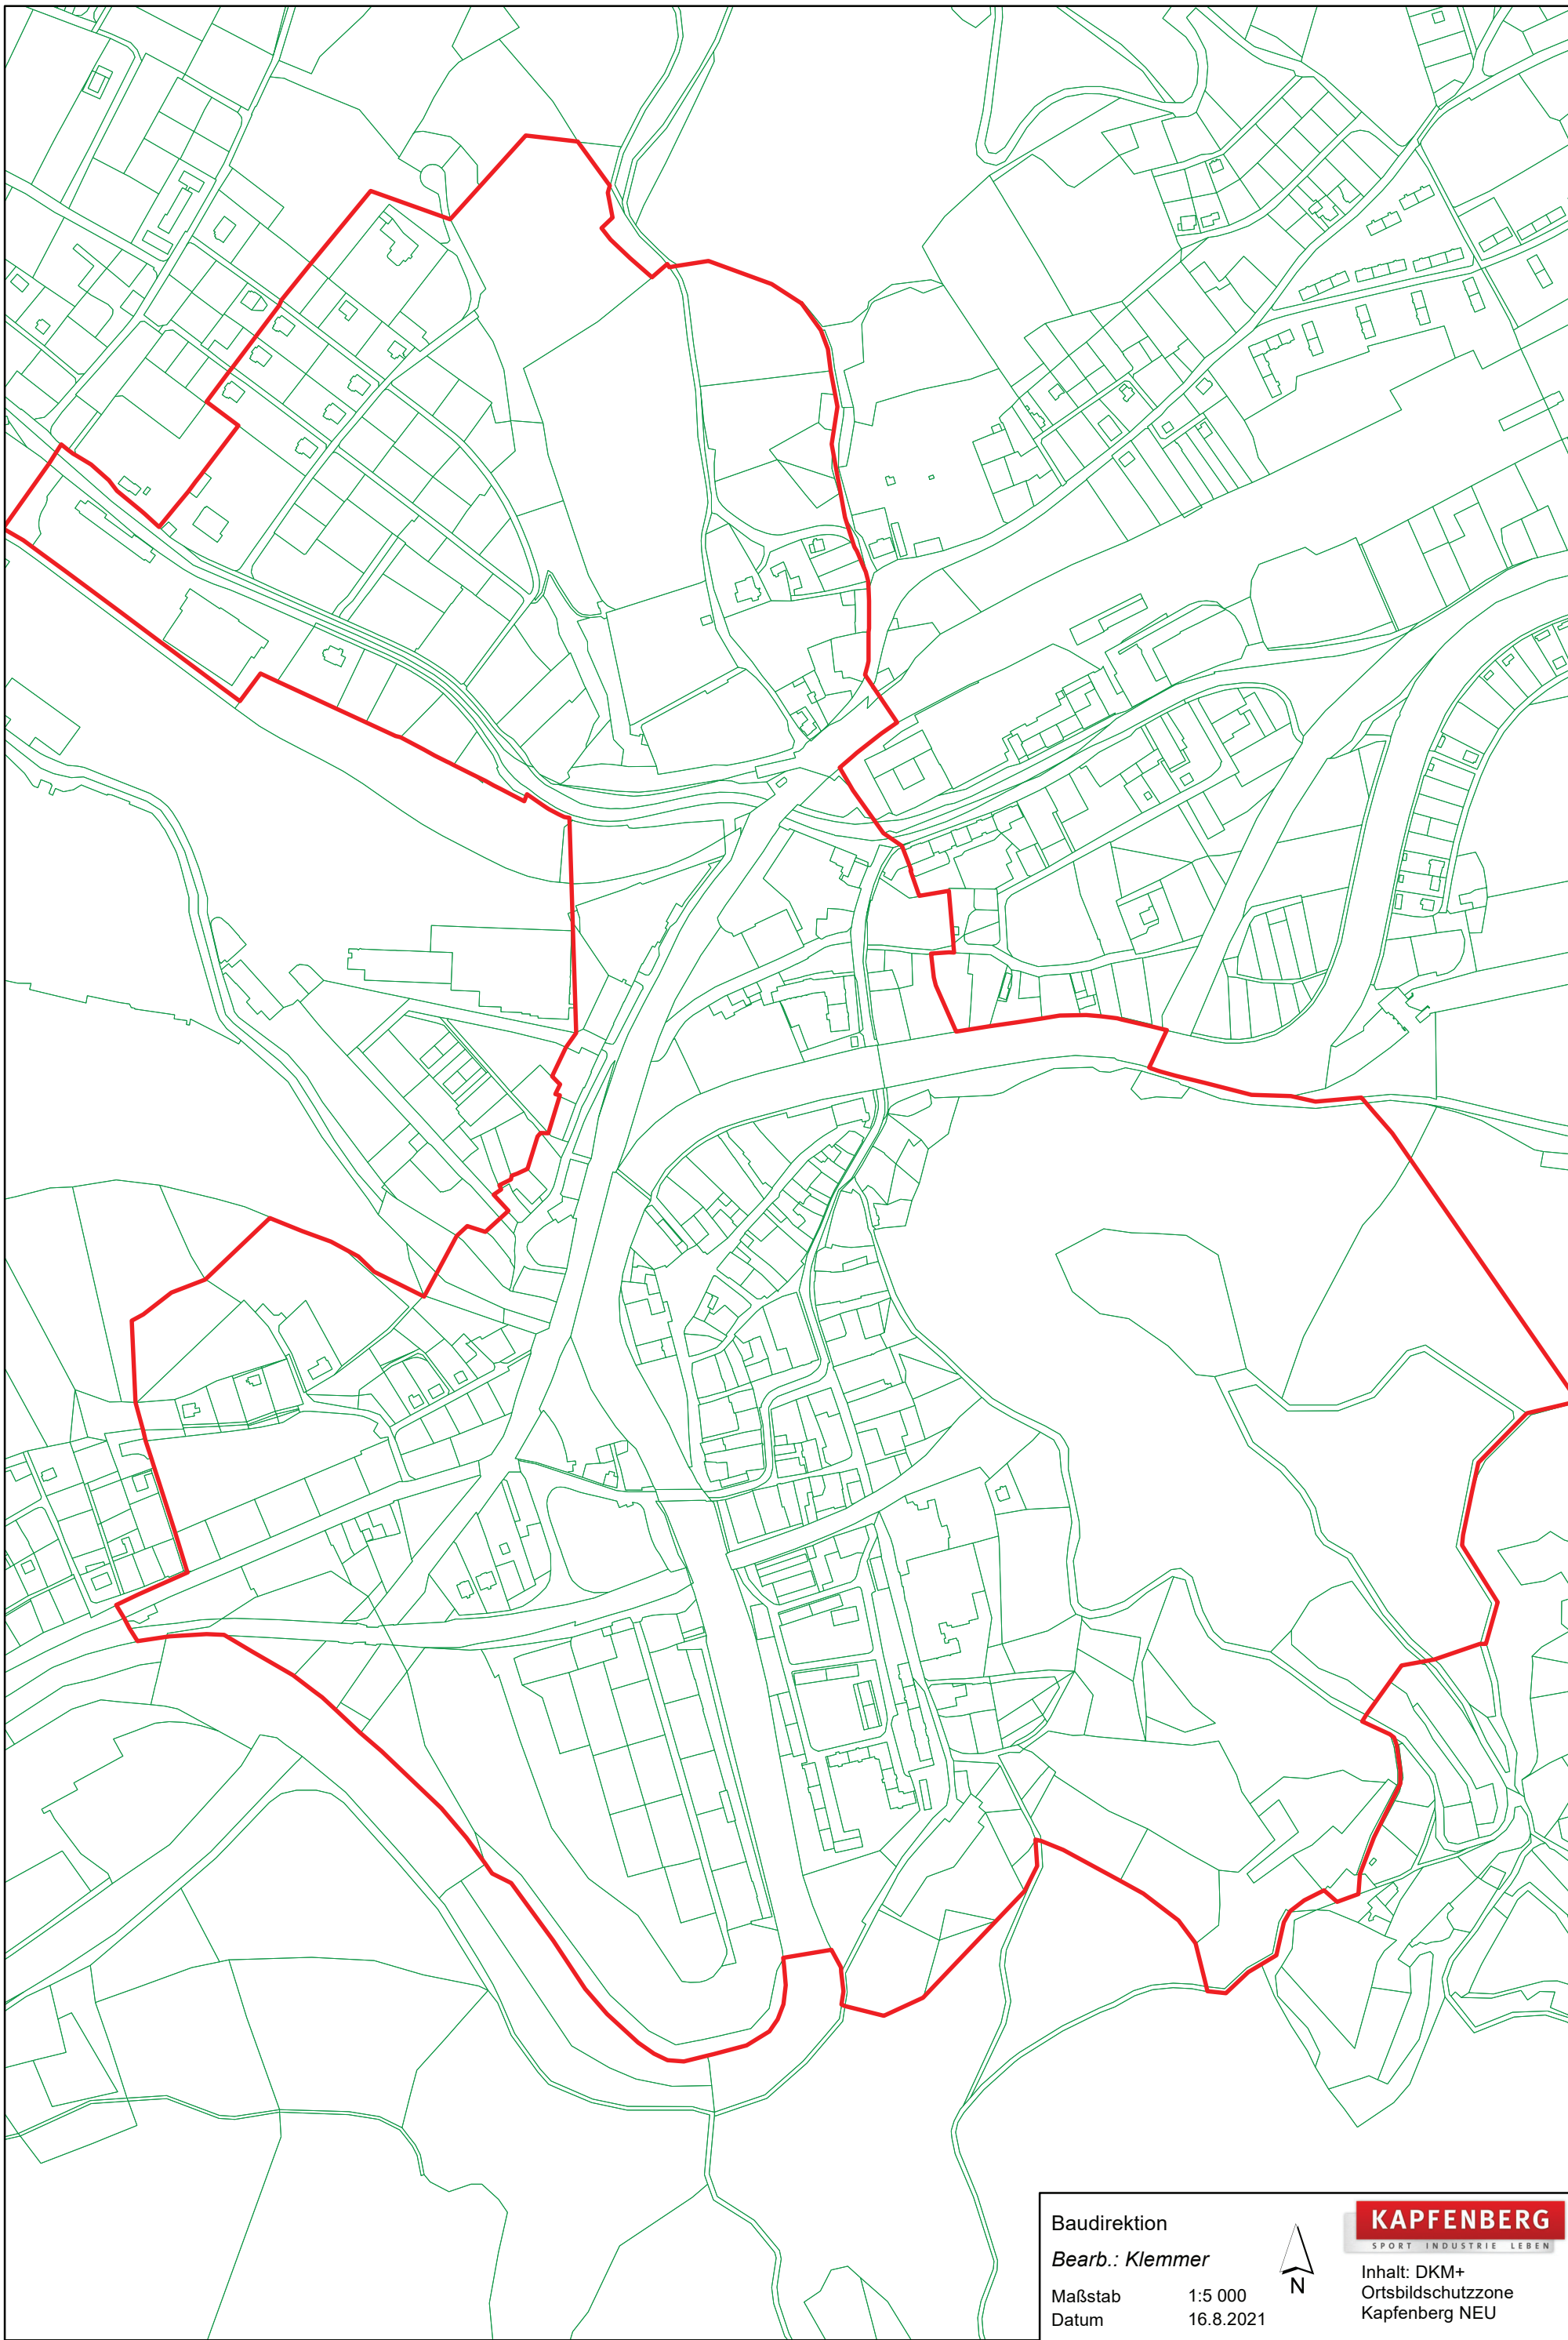 Baudirektion
Bearb.: Klemmer
Maßstab 1:5 000
Datum 16.8.2021
N
KAPFENBERG
SPORT INDUSTRIE LEBEN
Inhalt: DKM+
Ortsbildschutzzone
Kapfenberg NEU